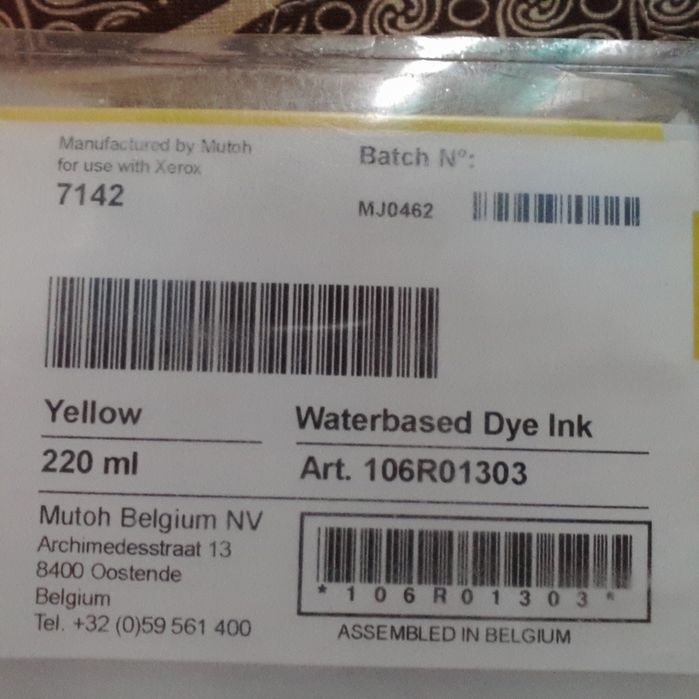 Manufactured by Mutoh
for use with Xerox
7142
Batch N°:
MJ0462
Yellow
Waterbased Dye Ink
220 ml
Art. 106R01303
Mutoh Belgium NV
Archimedesstraat 13
8400 Oostende
Belgium
Tel. +32 (0)59 561 400
*106R01303*
ASSEMBLED IN BELGIUM